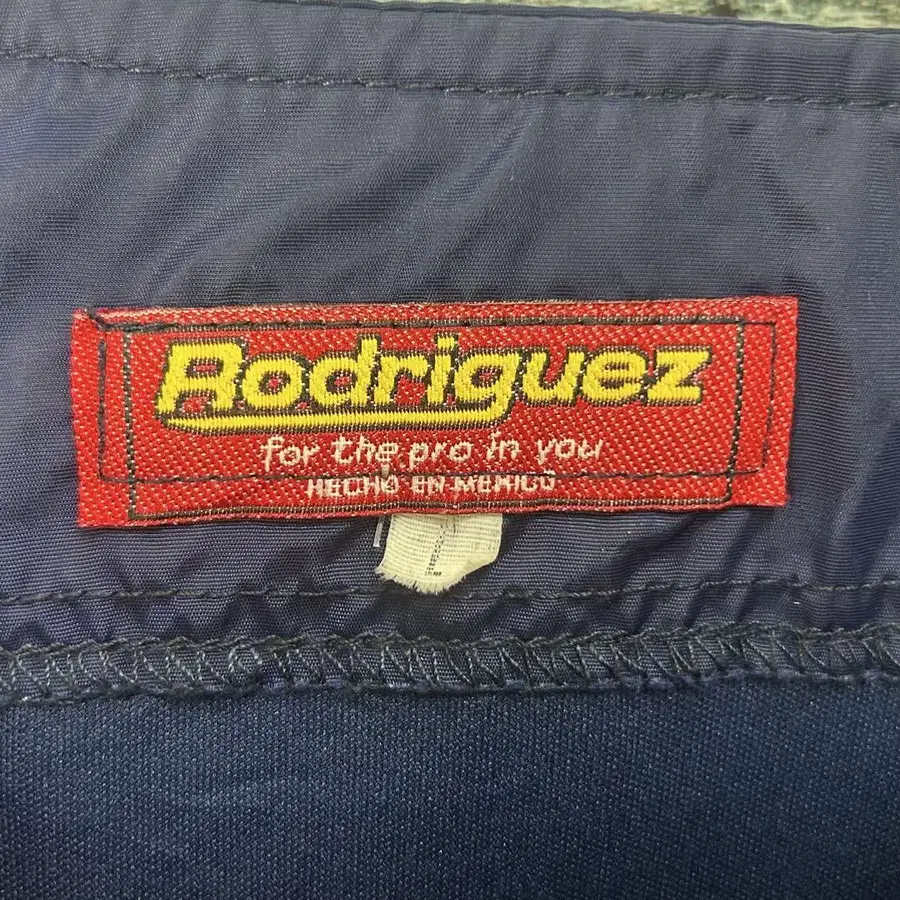 Rodriguez
for the pro in you
HECHO EN MEXICO